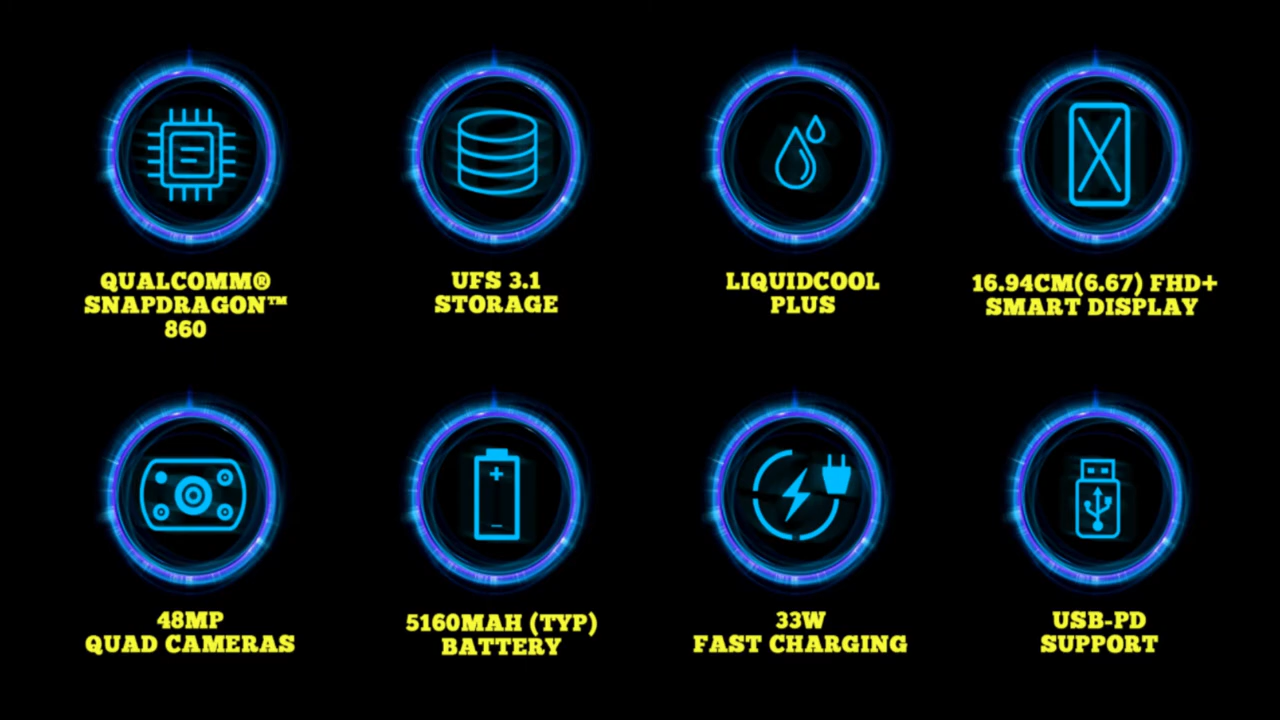 QUALCOMM®
SNAPDRAGON™
860
UFS 3.1
STORAGE
LIQUIDCOOL
PLUS
16.94CM(6.67) FHD+
SMART DISPLAY
48MP
QUAD CAMERAS
5160MAH (TYP)
BATTERY
33W
FAST CHARGING
USB-PD
SUPPORT